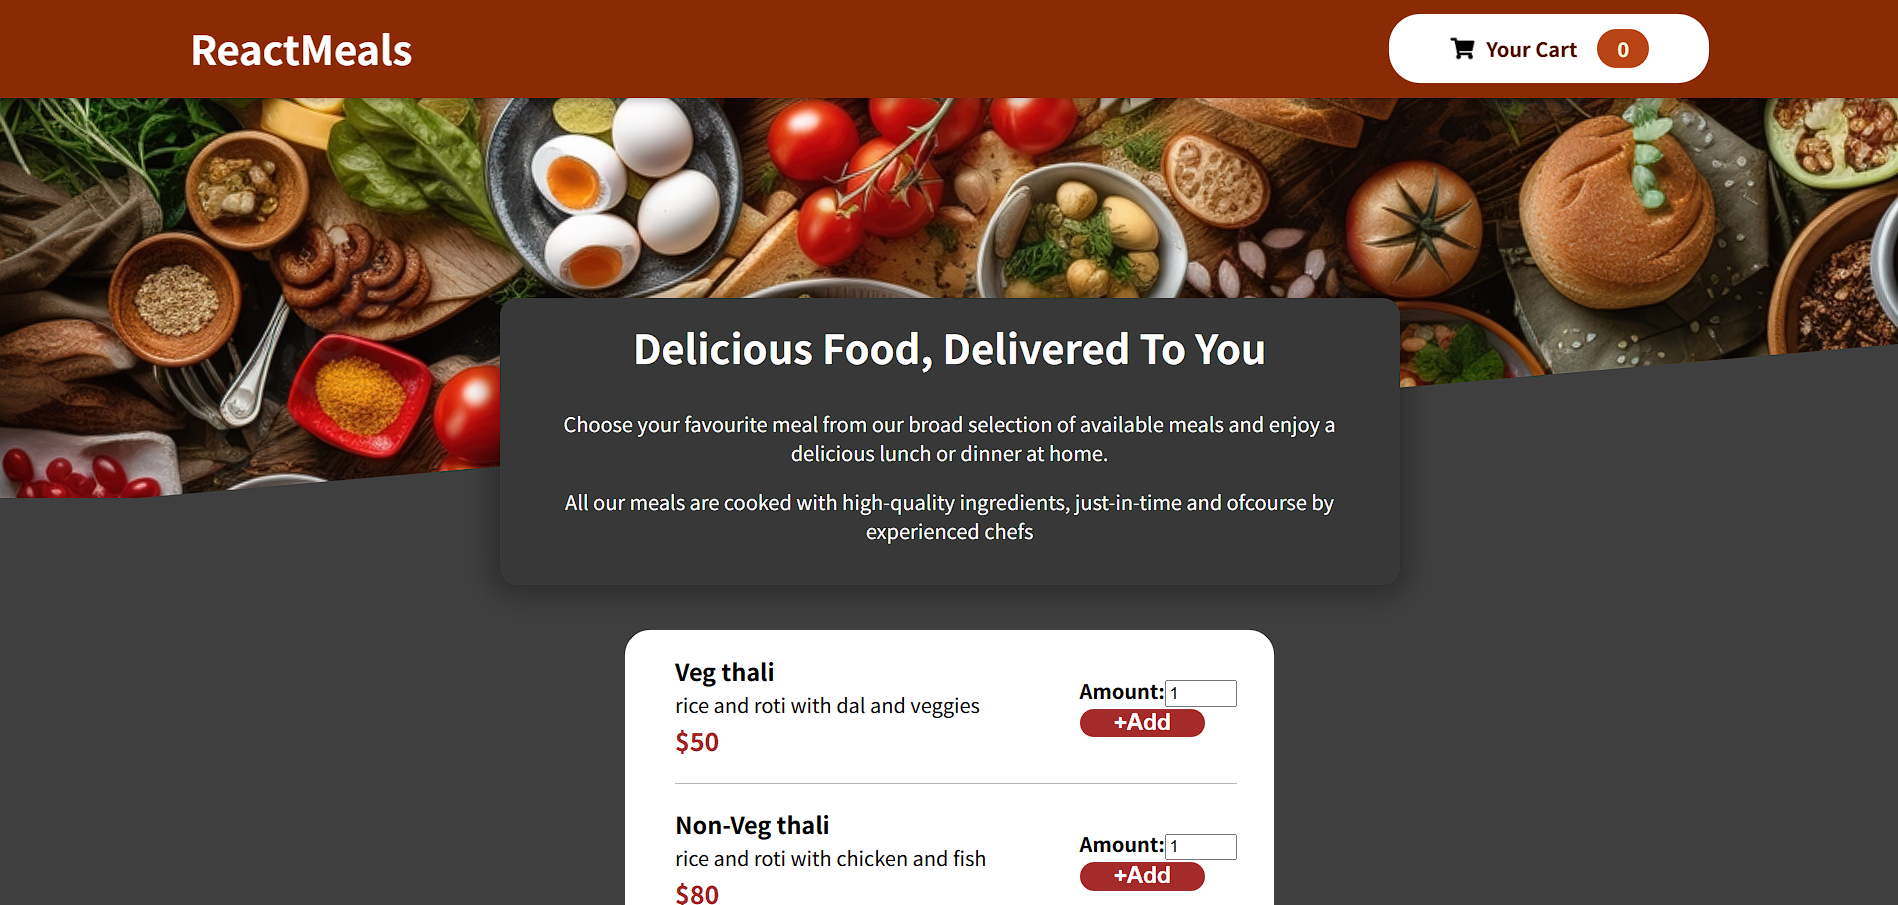 ReactMeals
Your Cart 0
Delicious Food, Delivered To You
Choose your favourite meal from our broad selection of available meals and enjoy a
delicious lunch or dinner at home.
All our meals are cooked with high-quality ingredients, just-in-time and ofcourse by
experienced chefs
Veg thali
rice and roti with dal and veggies
$50
Amount: 1
+Add
Non-Veg thali
rice and roti with chicken and fish
$80
Amount: 1
+Add